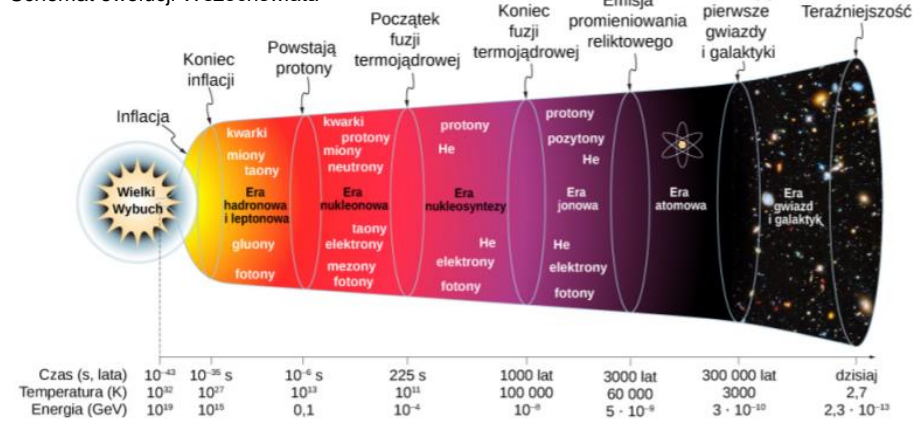 Schemat ewolucji Wszechświata
Początek
fuzji
termojądrowej
Koniec
fuzji
termojądrowej
Emisja
promieniowania
reliktowego
pierwsze
gwiazdy
i galaktyki
Teraźniejszość
Koniec
inflacji
Powstają
protony
Inflacja
Wielki
Wybuch
kwarki
miony
taony
Era
hadronowa
i leptonowa
gluony
fotony
kwarki
protony
miony
neutrony
Era
nukleonowa
taony
elektrony
mezony
fotony
protony
He
Era
nukleosyntezy
He
elektrony
fotony
protony
pozytony
He
Era
jonowa
He
elektrony
fotony
Era
atomowa
Era
gwiazd
i galaktyk
Czas (s, lata) 10⁻⁴³ 10⁻³⁵ s 10⁻⁶ s 225 s 1000 lat 3000 lat 300 000 lat dzisiaj
Temperatura (K) 10³² 10²⁷ 10¹³ 10¹¹ 100 000 60 000 3000 2,7
Energia (GeV) 10¹⁹ 10¹⁵ 0,1 10⁻⁴ 10⁻⁸ 5 · 10⁻⁹ 3 · 10⁻¹⁰ 2,3 · 10⁻¹³